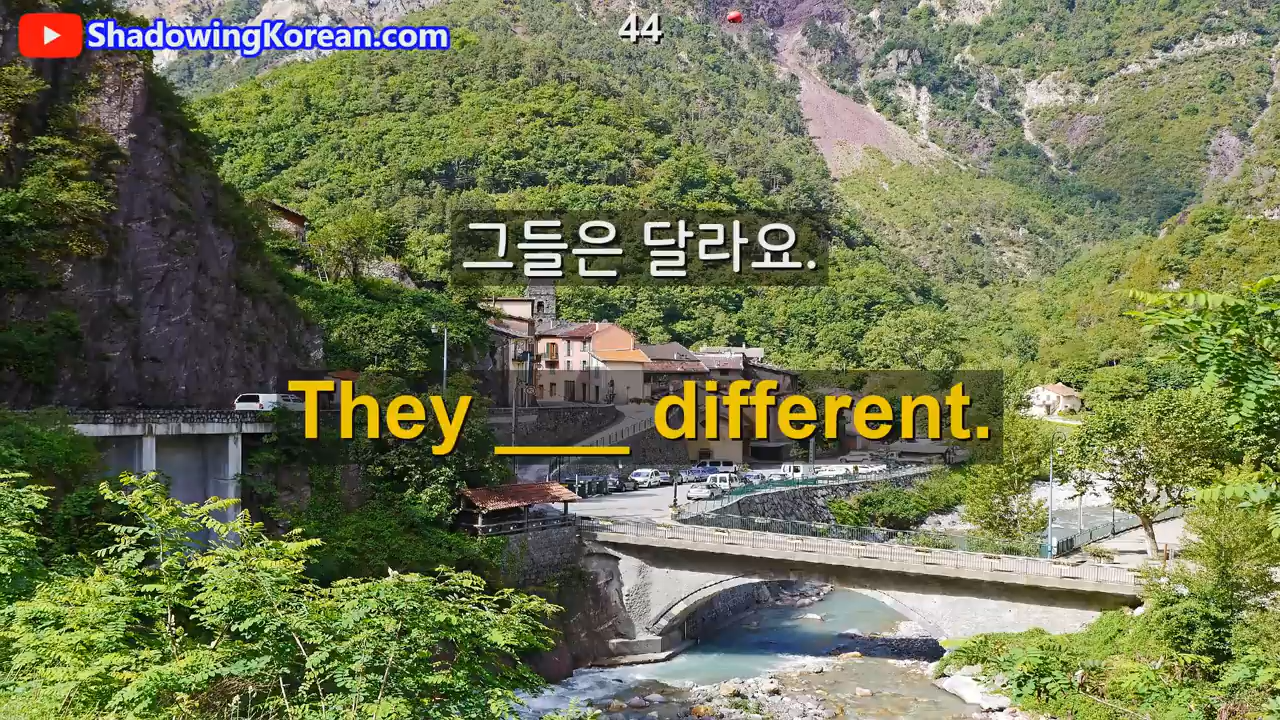 ShadowingKorean.com
44
그들은 달라요.
They ___ different.